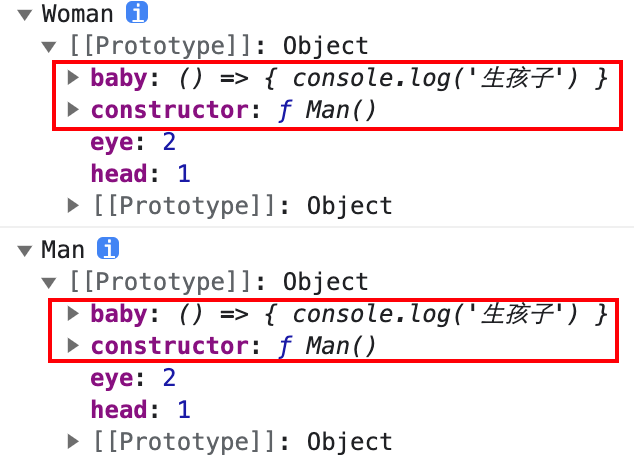 Woman i
[[Prototype]]: Object
baby: () => { console.log('生孩子') }
constructor: ƒ Man()
eye: 2
head: 1
[[Prototype]]: Object
Man i
[[Prototype]]: Object
baby: () => { console.log('生孩子') }
constructor: ƒ Man()
eye: 2
head: 1
[[Prototype]]: Object